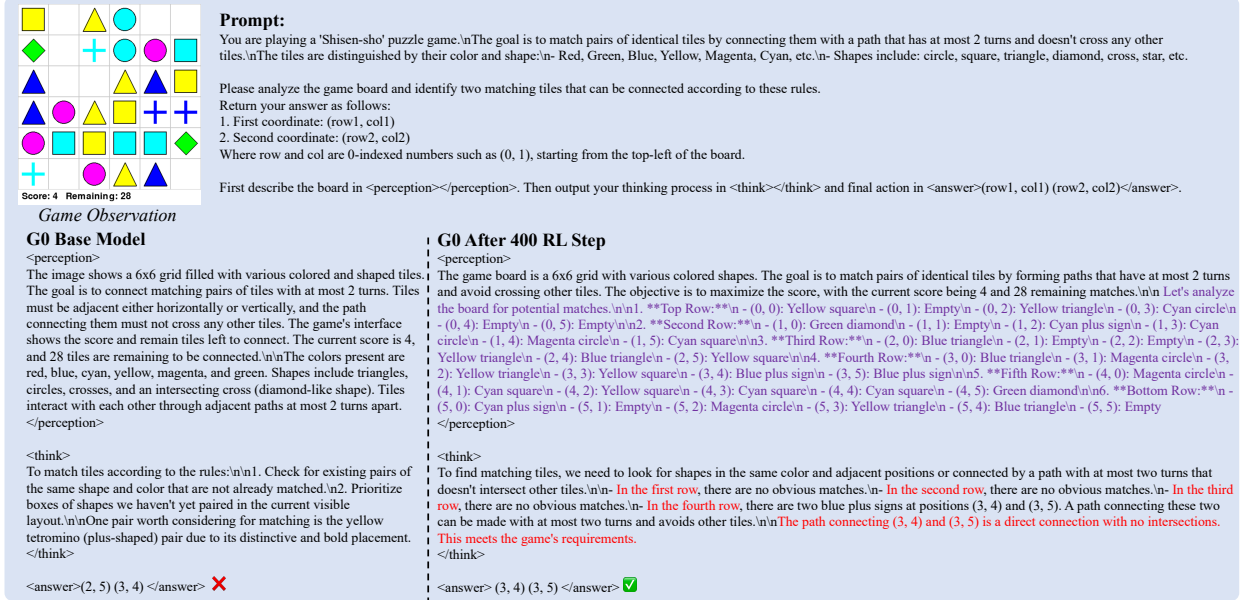 Prompt:
You are playing a 'Shisen-sho' puzzle game.\nThe goal is to match pairs of identical tiles by connecting them with a path that has at most 2 turns and doesn't cross any other
tiles.\nThe tiles are distinguished by their color and shape:\n- Red, Green, Blue, Yellow, Magenta, Cyan, etc.\n- Shapes include: circle, square, triangle, diamond, cross, star, etc.
Please analyze the game board and identify two matching tiles that can be connected according to these rules.
Return your answer as follows:
1. First coordinate: (row1, col1)
2. Second coordinate: (row2, col2)
Where row and col are 0-indexed numbers such as (0, 1), starting from the top-left of the board.
First describe the board in <perception></perception>. Then output your thinking process in <think></think> and final action in <answer>(row1, col1) (row2, col2)</answer>.
Score: 4 Remaining: 28
Game Observation
G0 Base Model
<perception>
The image shows a 6x6 grid filled with various colored and shaped tiles.
The goal is to connect matching pairs of tiles with at most 2 turns. Tiles
must be adjacent either horizontally or vertically, and the path
connecting them must not cross any other tiles. The game's interface
shows the score and remain tiles left to connect. The current score is 4,
and 28 tiles are remaining to be connected.\n\nThe colors present are
red, blue, cyan, yellow, magenta, and green. Shapes include triangles,
circles, crosses, and an intersecting cross (diamond-like shape). Tiles
interact with each other through adjacent paths at most 2 turns apart.
</perception>
<think>
To match tiles according to the rules:\n\n1. Check for existing pairs of
the same shape and color that are not already matched.\n2. Prioritize
boxes of shapes we haven't yet paired in the current visible
layout.\n\nOne pair worth considering for matching is the yellow
tetromino (plus-shaped) pair due to its distinctive and bold placement.
</think>
<answer>(2, 5) (3, 4) </answer>
G0 After 400 RL Step
<perception>
The game board is a 6x6 grid with various colored shapes. The goal is to match pairs of identical tiles by forming paths that have at most 2 turns
and avoid crossing other tiles. The objective is to maximize the score, with the current score being 4 and 28 remaining matches.\n\n Let's analyze
the board for potential matches.\n\n1. **Top Row:**\n - (0, 0): Yellow square\n - (0, 1): Empty\n - (0, 2): Yellow triangle\n - (0, 3): Cyan circle\n
- (0, 4): Empty\n - (0, 5): Empty\n\n2. **Second Row:**\n - (1, 0): Green diamond\n - (1, 1): Empty\n - (1, 2): Cyan plus sign\n - (1, 3): Cyan
circle\n - (1, 4): Magenta circle\n - (1, 5): Cyan square\n\n3. **Third Row:**\n - (2, 0): Blue triangle\n - (2, 1): Empty\n - (2, 2): Empty\n - (2, 3):
Yellow triangle\n - (2, 4): Blue triangle\n - (2, 5): Yellow square\n\n4. **Fourth Row:**\n - (3, 0): Blue triangle\n - (3, 1): Magenta circle\n - (3,
2): Yellow triangle\n - (3, 3): Yellow square\n - (3, 4): Blue plus sign\n - (3, 5): Blue plus sign\n\n5. **Fifth Row:**\n - (4, 0): Magenta circle\n -
(4, 1): Cyan square\n - (4, 2): Yellow square\n - (4, 3): Cyan square\n - (4, 4): Cyan square\n - (4, 5): Green diamond\n\n6. **Bottom Row:**\n -
(5, 0): Cyan plus sign\n - (5, 1): Empty\n - (5, 2): Magenta circle\n - (5, 3): Yellow triangle\n - (5, 4): Blue triangle\n - (5, 5): Empty
</perception>
<think>
To find matching tiles, we need to look for shapes in the same color and adjacent positions or connected by a path with at most two turns that
doesn't intersect other tiles.\n\n- In the first row, there are no obvious matches.\n- In the second row, there are no obvious matches.\n- In the third
row, there are no obvious matches.\n- In the fourth row, there are two blue plus signs at positions (3, 4) and (3, 5). A path connecting these two
can be made with at most two turns and avoids other tiles.\n\nThe path connecting (3, 4) and (3, 5) is a direct connection with no intersections.
This meets the game's requirements.
</think>
<answer> (3, 4) (3, 5) </answer>